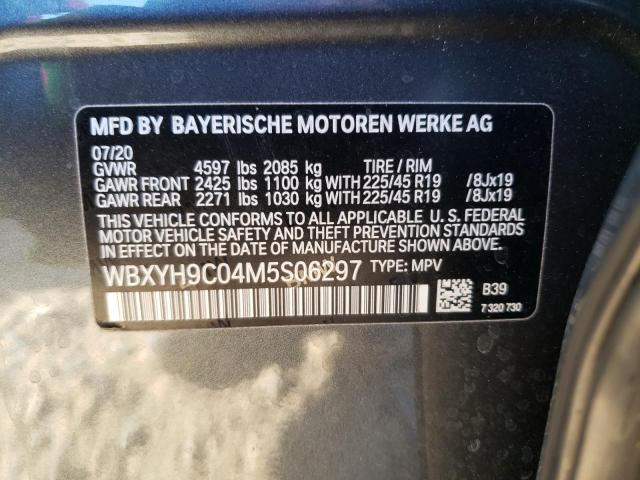 MFD BY BAYERISCHE MOTOREN WERKE AG
07/20
GVWR 4597 lbs 2085 kg TIRE / RIM
GAWR FRONT 2425 lbs 1100 kg WITH 225/45 R19 /8Jx19
GAWR REAR 2271 lbs 1030 kg WITH 225/45 R19 /8Jx19
THIS VEHICLE CONFORMS TO ALL APPLICABLE U. S. FEDERAL
MOTOR VEHICLE SAFETY AND THEFT PREVENTION STANDARDS
IN EFFECT ON THE DATE OF MANUFACTURE SHOWN ABOVE.
WBXYH9C04M5S06297 TYPE: MPV
B39
7 320 730